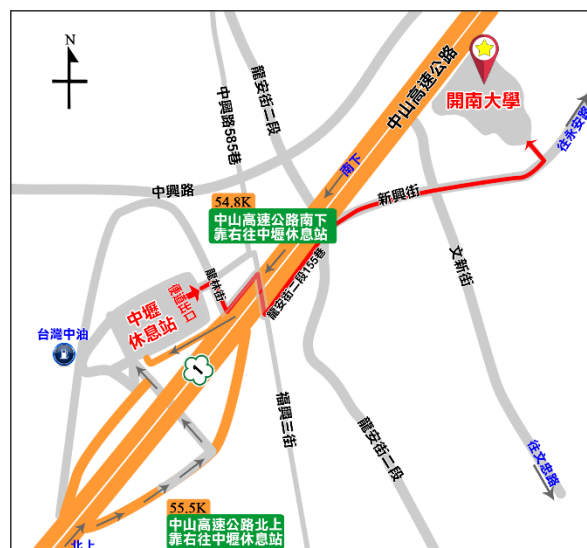 N
中山高速公路
開南大學
往永安路
龍安街二段
中興路585巷
南下
中興路
新興街
54.8K
中山高速公路南下
靠右往中壢休息站
文新街
龍安街二段155巷
龍林街
便道出口
中壢
休息站
台灣中油
1
福興三街
龍安街二段
往文忠路
55.5K
中山高速公路北上
靠右往中壢休息站
北上